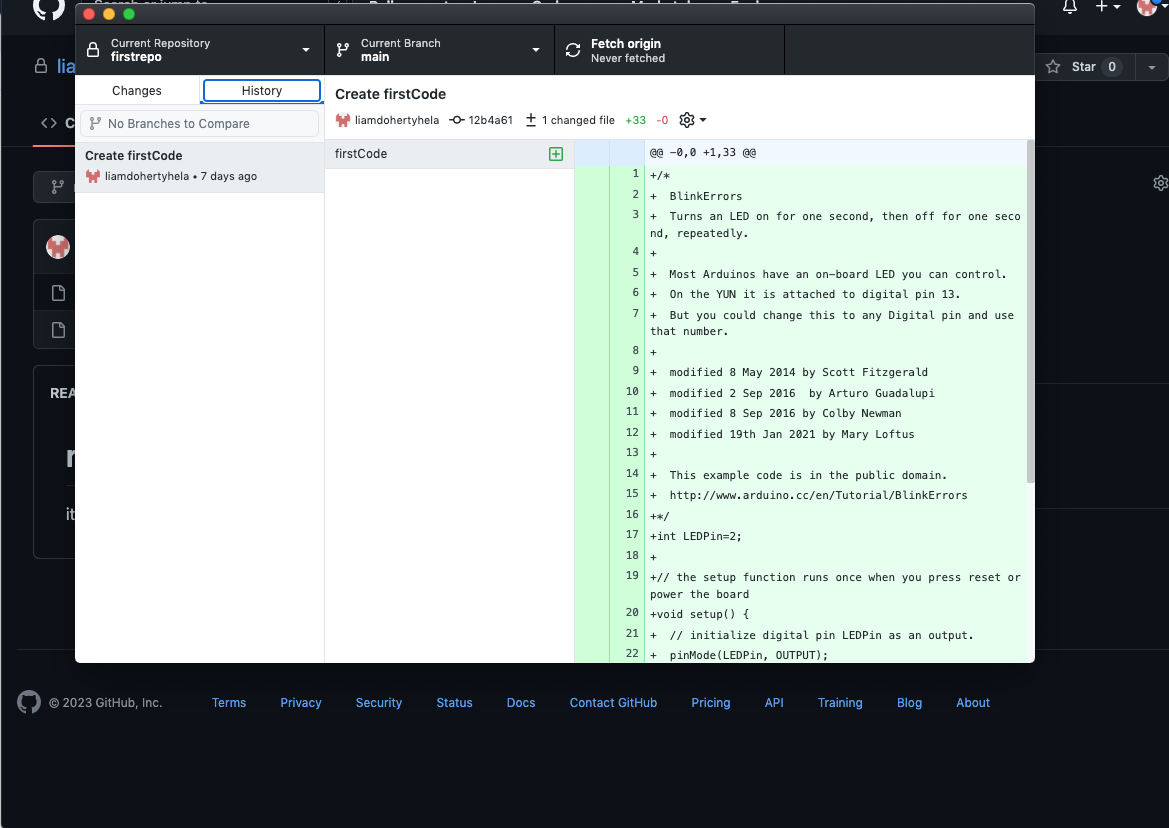 lia
Star 0
C
REA
it
Current Repository
firstrepo
Current Branch
main
Fetch origin
Never fetched
Changes
History
No Branches to Compare
Create firstCode
liamdohertyhela • 7 days ago
Create firstCode
liamdohertyhela 12b4a61 1 changed file +33 -0
firstCode
@@ -0,0 +1,33 @@
1 +/*
2 + BlinkErrors
3 + Turns an LED on for one second, then off for one seco
nd, repeatedly.
4 +
5 + Most Arduinos have an on-board LED you can control.
6 + On the YUN it is attached to digital pin 13.
7 + But you could change this to any Digital pin and use
that number.
8 +
9 + modified 8 May 2014 by Scott Fitzgerald
10 + modified 2 Sep 2016  by Arturo Guadalupi
11 + modified 8 Sep 2016 by Colby Newman
12 + modified 19th Jan 2021 by Mary Loftus
13 +
14 + This example code is in the public domain.
15 + http://www.arduino.cc/en/Tutorial/BlinkErrors
16 +*/
17 +int LEDPin=2;
18 +
19 +// the setup function runs once when you press reset or
power the board
20 +void setup() {
21 + // initialize digital pin LEDPin as an output.
22 + pinMode(LEDPin, OUTPUT);
© 2023 GitHub, Inc. Terms Privacy Security Status Docs Contact GitHub Pricing API Training Blog About